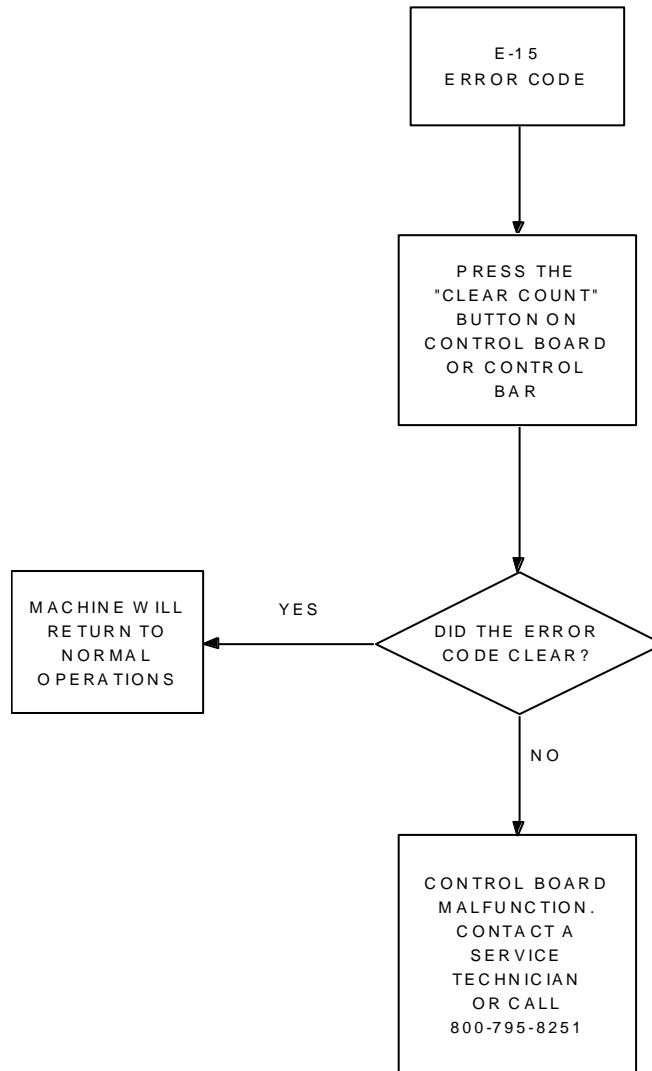 E-15
ERROR CODE
PRESS THE
"CLEAR COUNT"
BUTTON ON
CONTROL BOARD
OR CONTROL
BAR
DID THE ERROR
CODE CLEAR?
YES
MACHINE WILL
RETURN TO
NORMAL
OPERATIONS
NO
CONTROL BOARD
MALFUNCTION.
CONTACT A
SERVICE
TECHNICIAN
OR CALL
800-795-8251